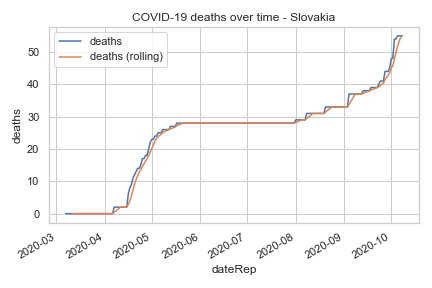 COVID-19 deaths over time - Slovakia
deaths
deaths (rolling)
50
40
30
20
10
0
deaths
2020-03
2020-04
2020-05
2020-06
2020-07
2020-08
2020-09
2020-10
dateRep